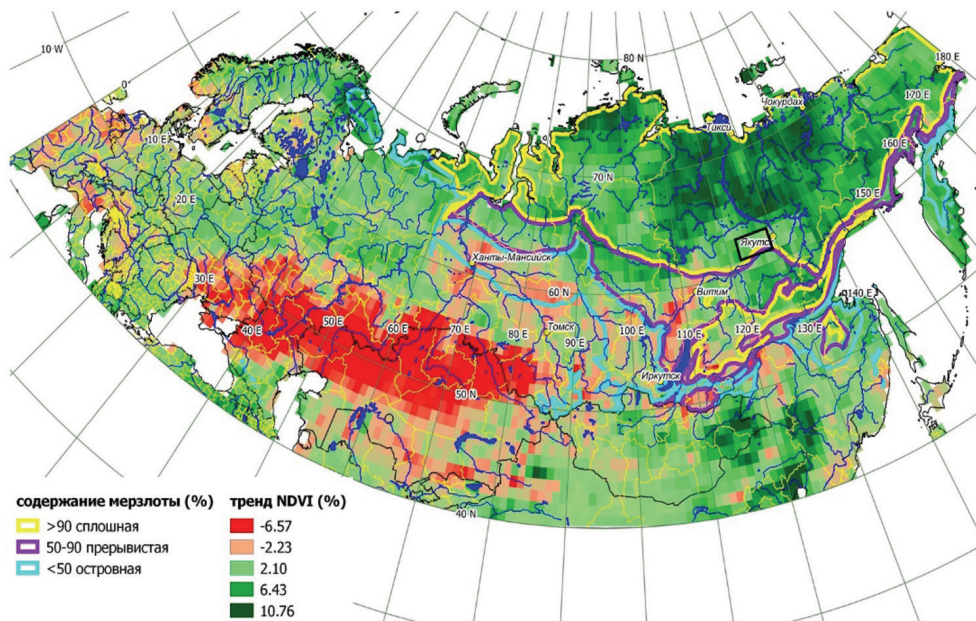 10 W
0
10 E
20 E
30 E
40 E
50 E
60 E
70 E
80 E
90 E
100 E
110 E
120 E
130 E
140 E
150 E
160 E
170 E
180 E
80 N
70 N
60 N
50 N
40 N
Чокурдах
Тикси
Якутск
Ханты-Мансийск
Витим
Томск
Иркутск
содержание мерзлоты (%)
>90 сплошная
50-90 прерывистая
<50 островная
тренд NDVI (%)
-6.57
-2.23
2.10
6.43
10.76